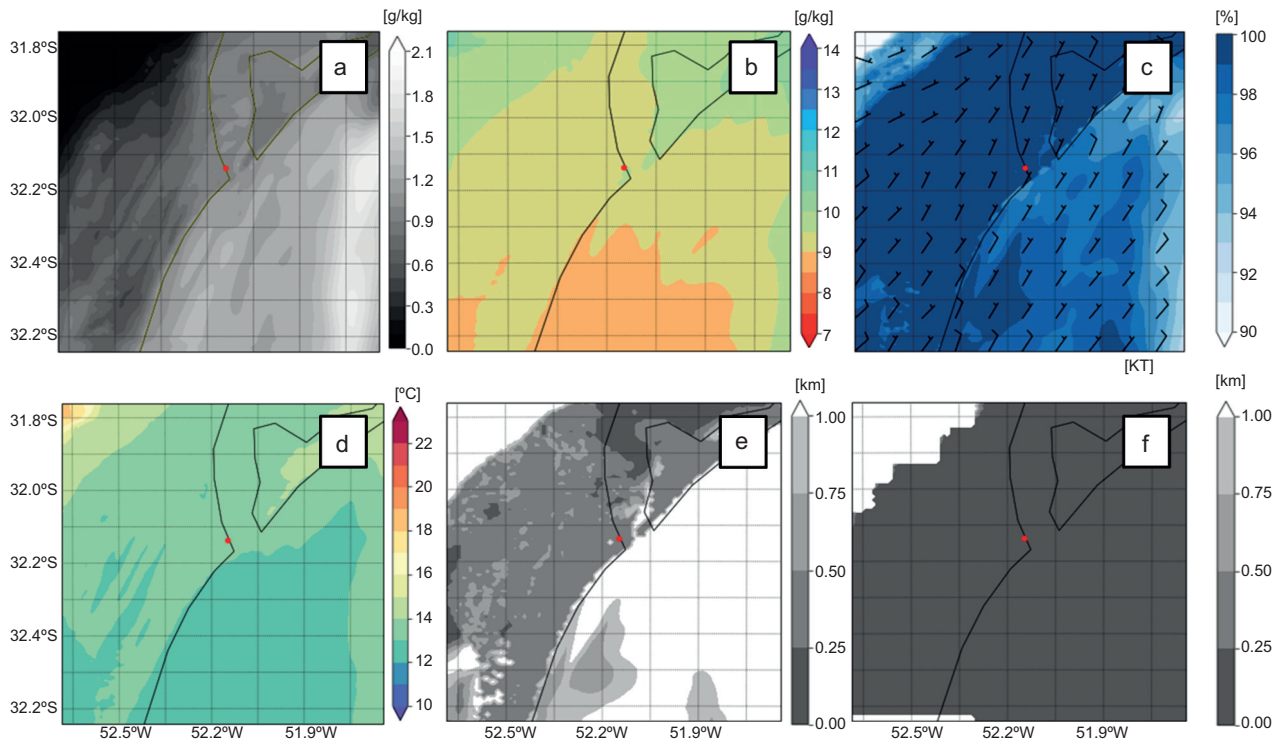 [g/kg]
[g/kg]
[%]
31.8ºS
32.0ºS
32.2ºS
32.4ºS
32.2ºS
a
2.1
1.8
1.5
1.2
0.9
0.6
0.3
0.0
b
14
13
12
11
10
9
8
7
c
100
98
96
94
92
90
[KT]
[ºC]
[km]
[km]
31.8ºS
32.0ºS
32.2ºS
32.4ºS
32.2ºS
d
22
20
19
17
16
14
12
10
e
1.00
0.75
0.50
0.25
0.00
f
1.00
0.75
0.50
0.25
0.00
52.5ºW 52.2ºW 51.9ºW
52.5ºW 52.2ºW 51.9ºW
52.5ºW 52.2ºW 51.9ºW